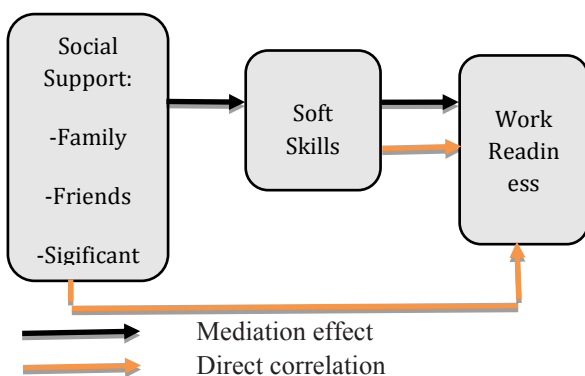 Social
Support:
-Family
-Friends
-Sigificant
Soft
Skills
Work
Readin
ess
Mediation effect
Direct correlation